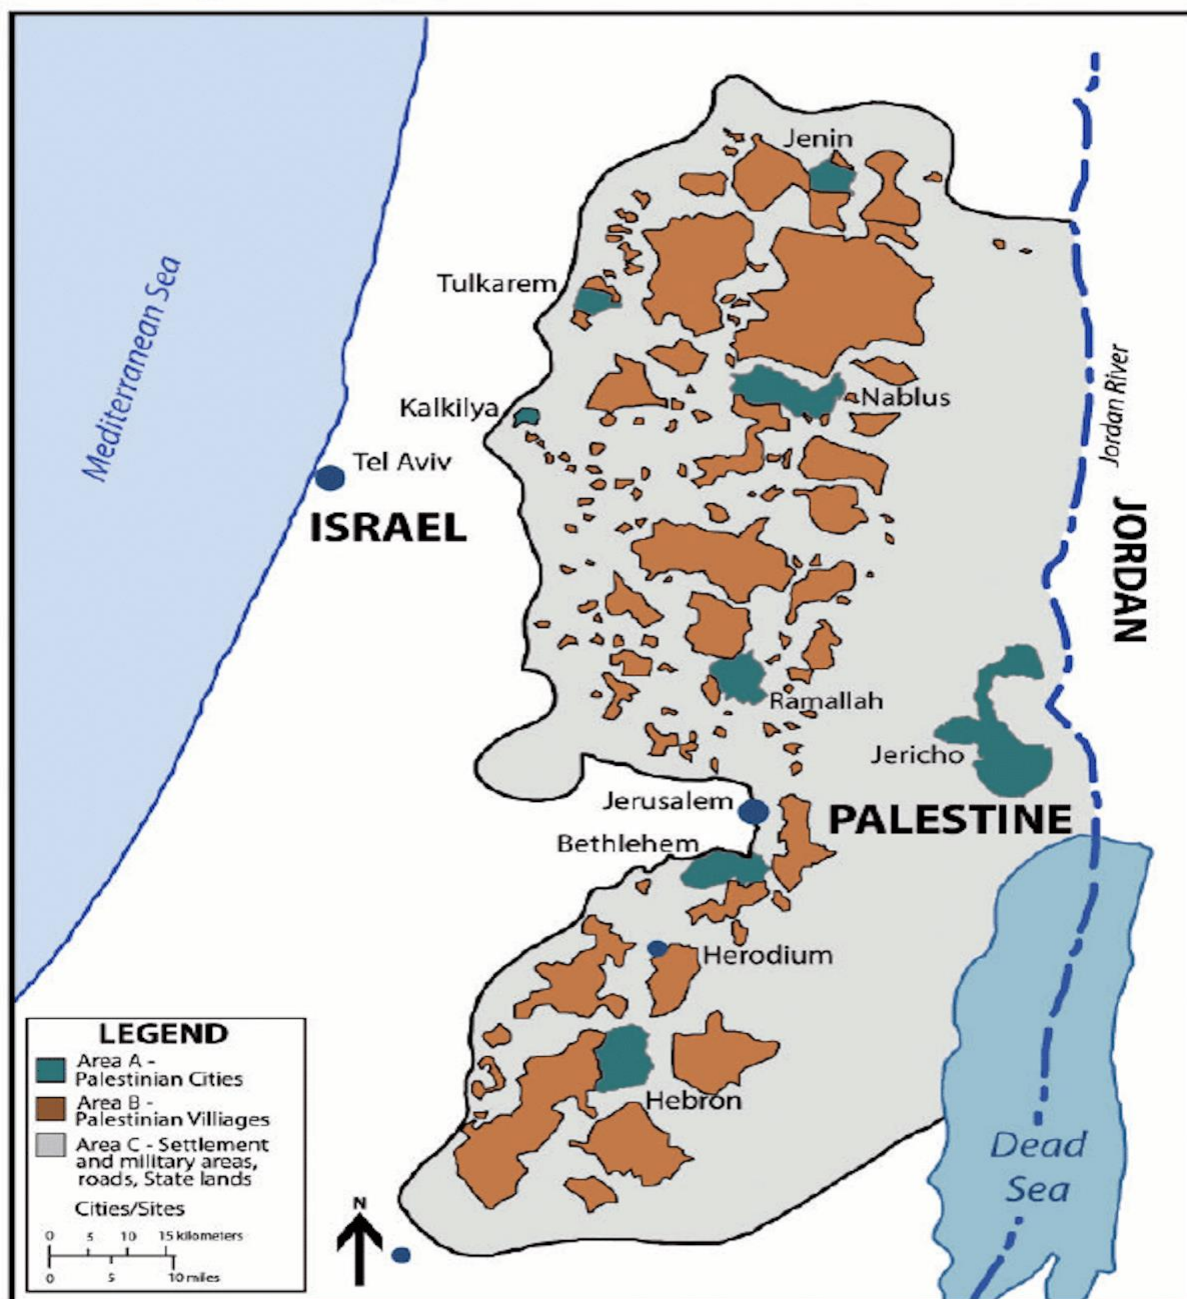 Jenin
Tulkarem
Mediterranean Sea
Jordan River
Kalkilya
Nablus
Tel Aviv
ISRAEL
JORDAN
Ramallah
Jericho
Jerusalem
PALESTINE
Bethlehem
Herodium
LEGEND
Area A -
Palestinian Cities
Area B -
Palestinian Villiages
Area C - Settlement
and military areas,
roads, State lands
Cities/Sites
0 5 10 15 kilometers
0 5 10 miles
N
Hebron
Dead
Sea